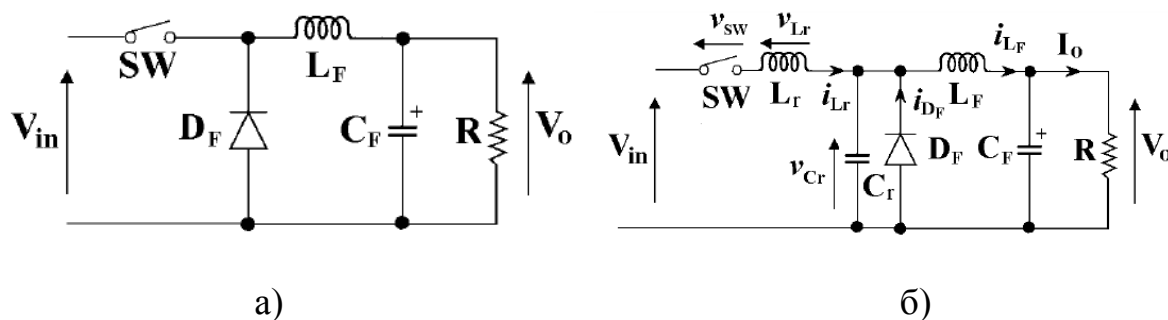 SW
L_F
V_in
D_F
C_F
+
R
V_o
а)
v_SW
v_Lr
SW
L_r
i_Lr
i_DF
L_F
i_LF
I_o
V_in
v_Cr
C_r
D_F
C_F
+
R
V_o
б)